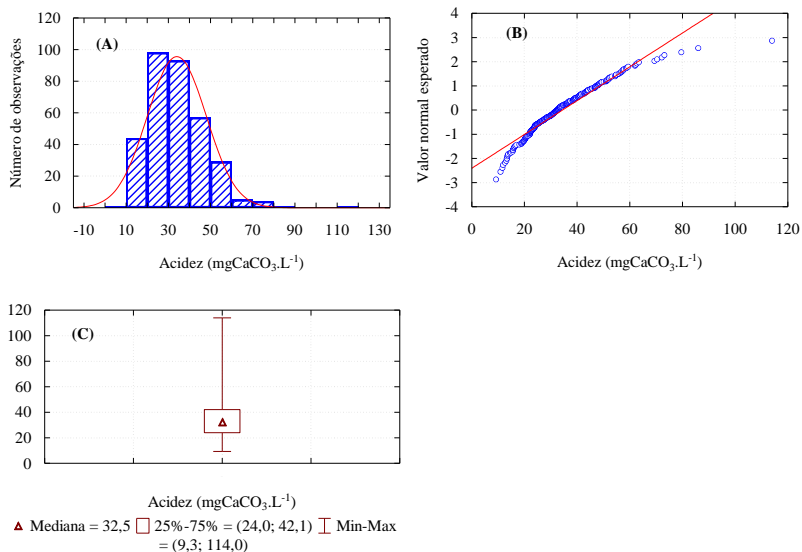 (A)
Número de observações
120
100
80
60
40
20
0
-10 10 30 50 70 90 110 130
Acidez (mgCaCO₃.L⁻¹)
(B)
Valor normal esperado
4
3
2
1
0
-1
-2
-3
-4
0 20 40 60 80 100 120
Acidez (mgCaCO₃.L⁻¹)
(C)
120
100
80
60
40
20
0
Acidez (mgCaCO₃.L⁻¹)
Mediana = 32,5 25%-75% = (24,0; 42,1) Min-Max
= (9,3; 114,0)